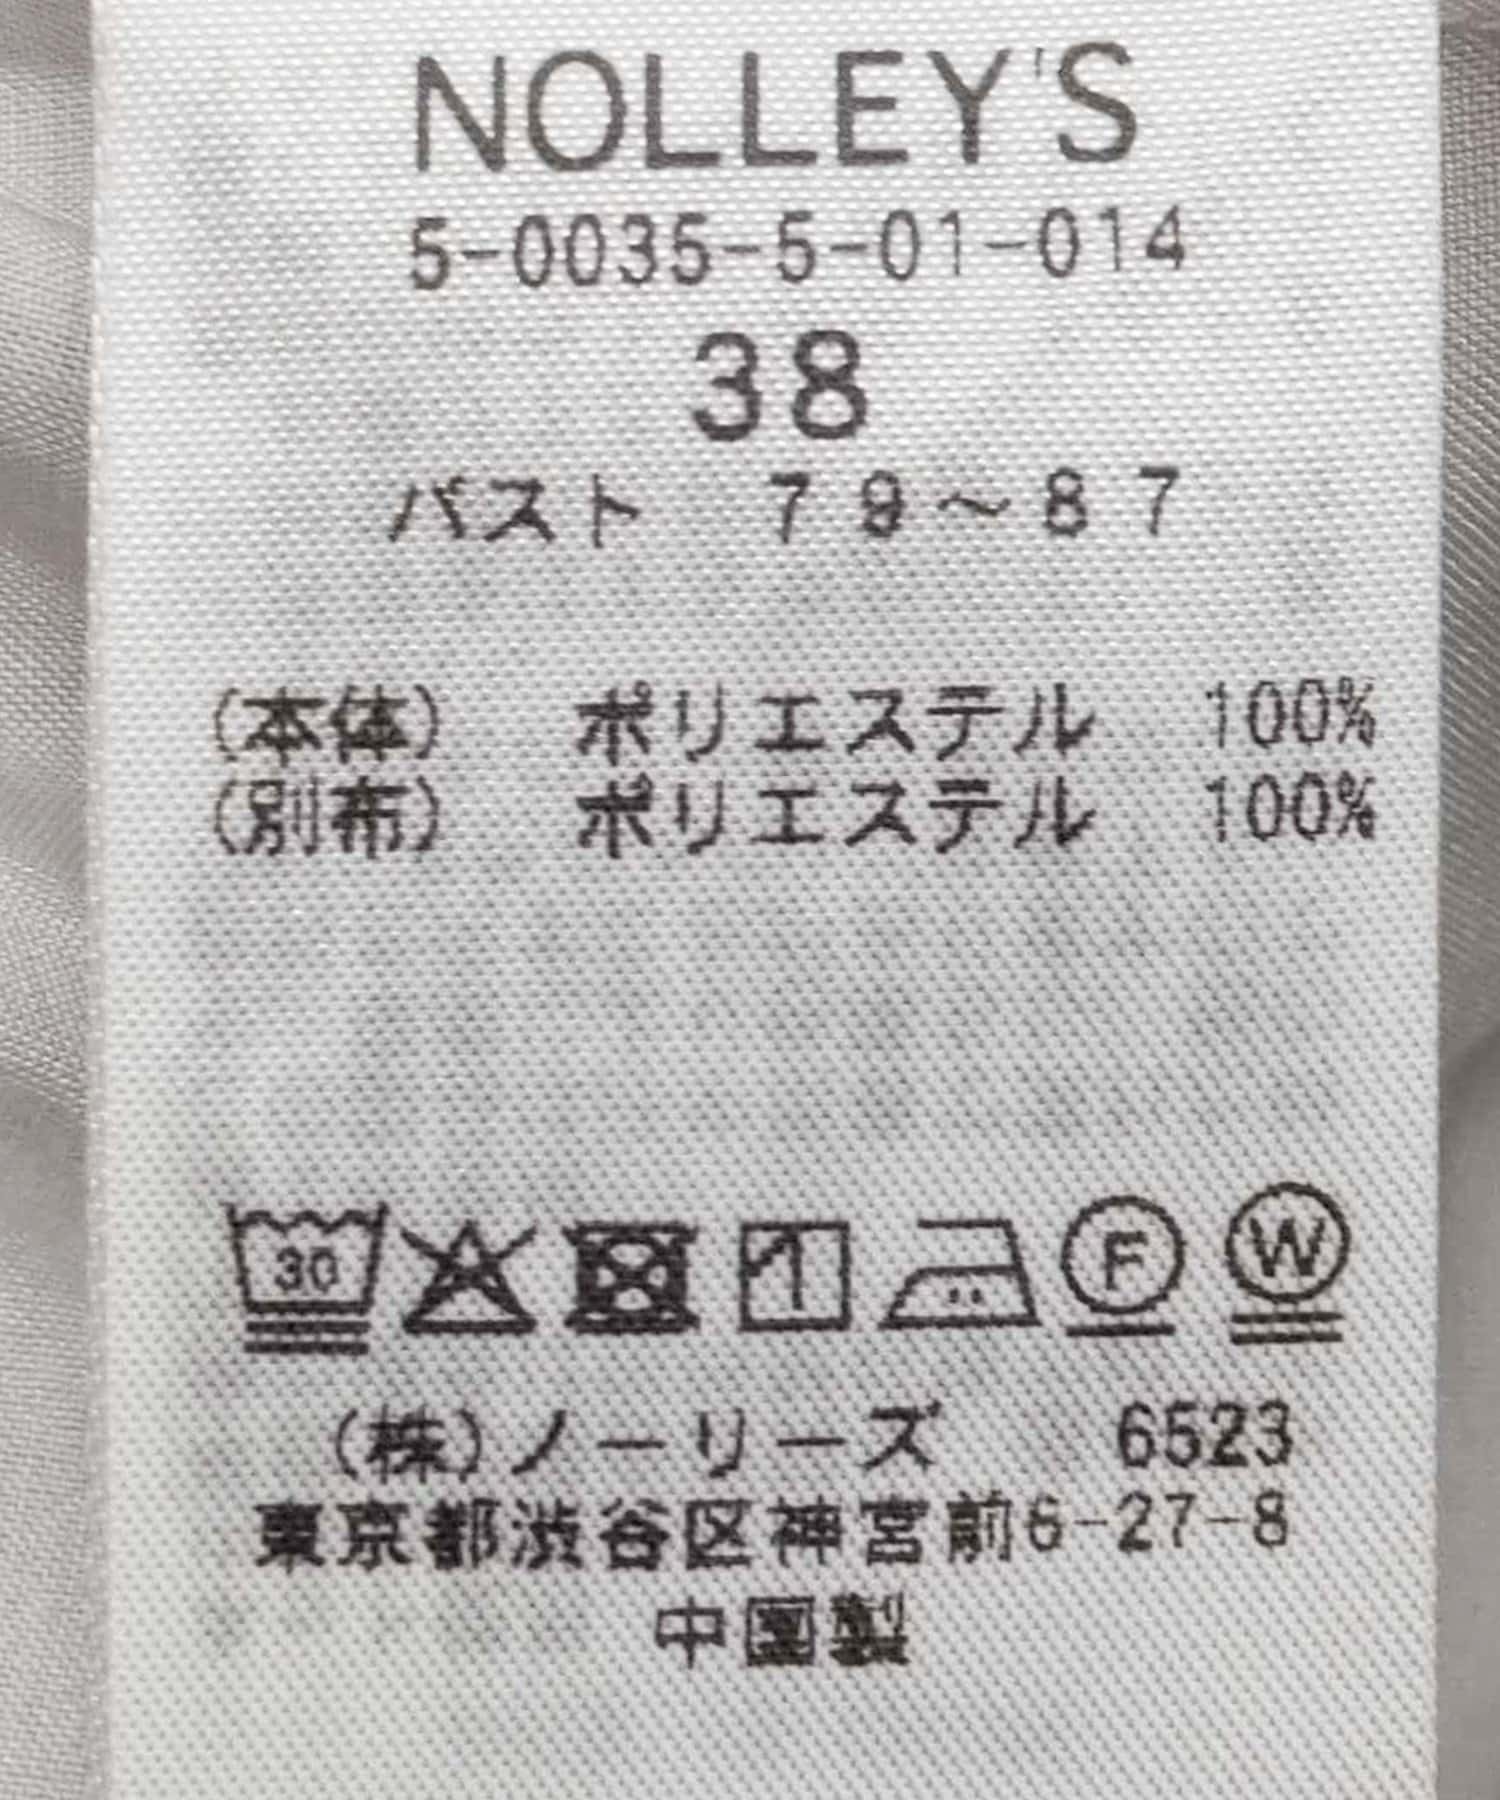 NOLLEY'S
5-0035-5-01-014
38
バスト 79～87
(本体) ポリエステル 100%
(別布) ポリエステル 100%
30 F W
(株)ノーリーズ 6523
東京都渋谷区神宮前6-27-8
中国製